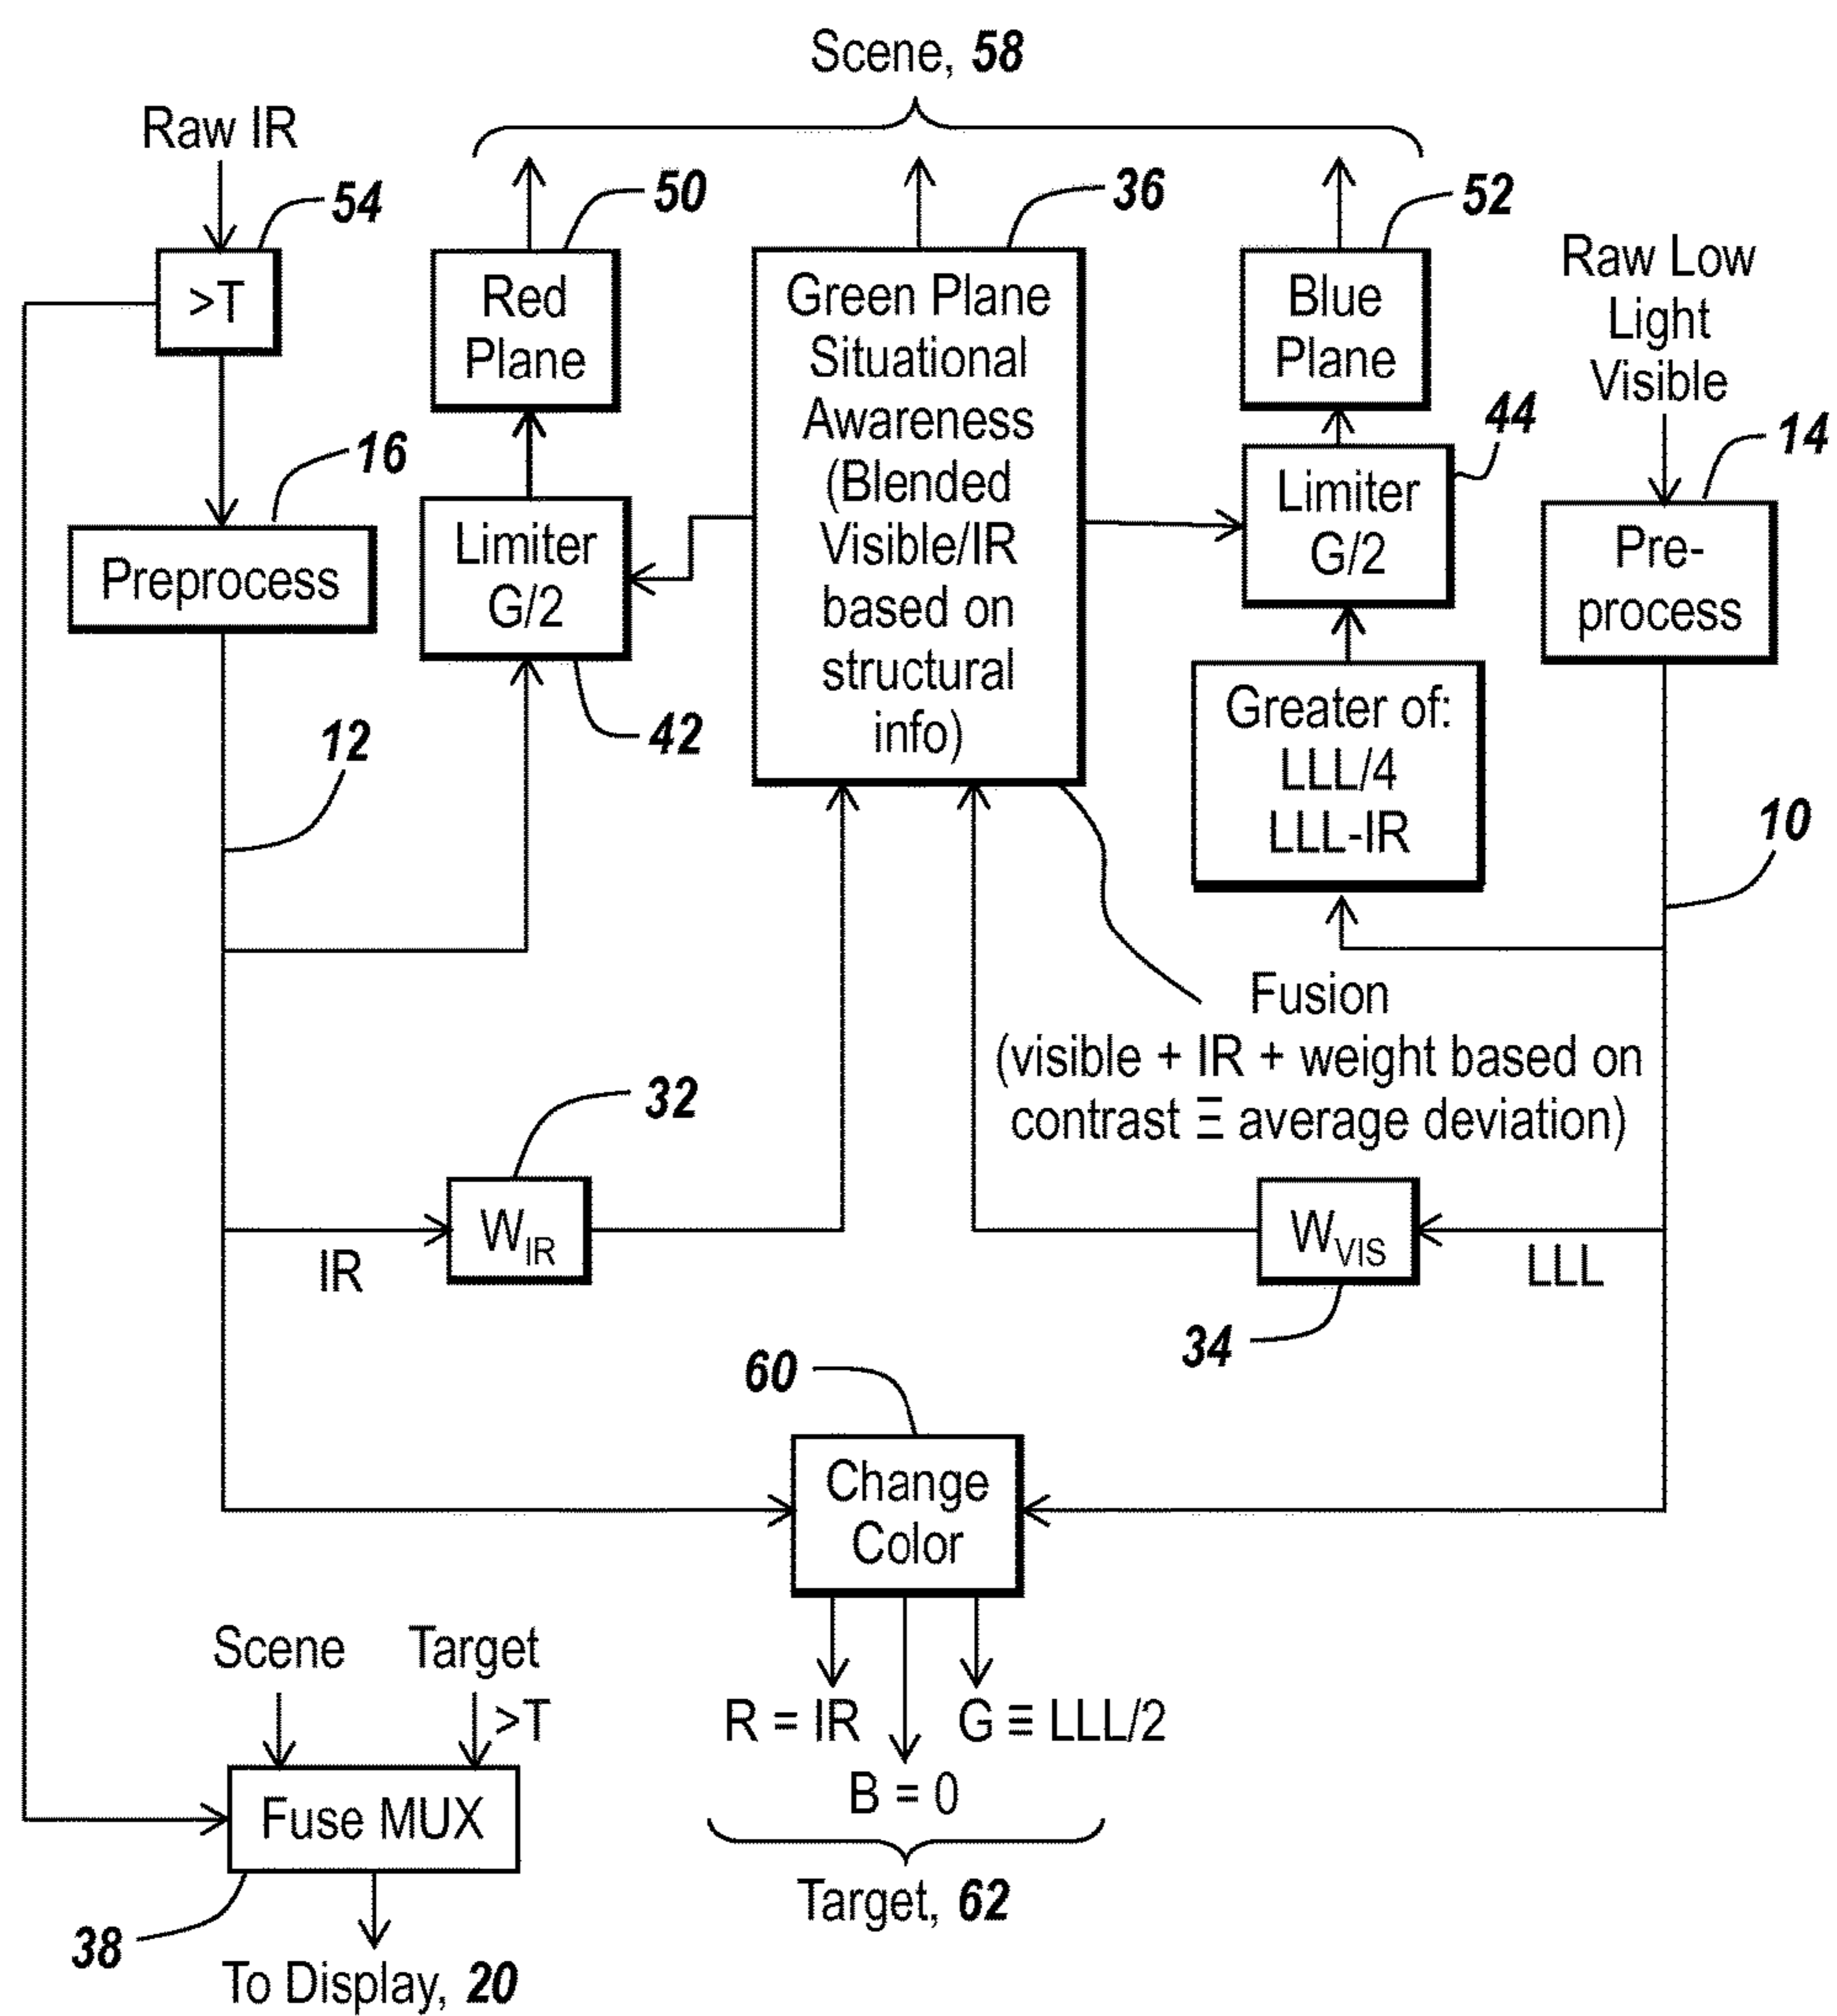 Scene, 58
Raw IR
54
50
36
52
>T
Red
Plane
Green Plane
Situational
Awareness
(Blended
Visible/IR
based on
structural
info)
Blue
Plane
Raw Low
Light
Visible
16
44
14
Preprocess
Limiter
G/2
Limiter
G/2
Pre-
process
12
42
Greater of:
LLL/4
LLL-IR
10
Fusion
(visible + IR + weight based on
contrast Ξ average deviation)
32
W_IR
IR
W_VIS
LLL
34
60
Change
Color
Scene
Target
>T
R = IR
G ≡ LLL/2
B = 0
Fuse MUX
Target, 62
38
To Display, 20